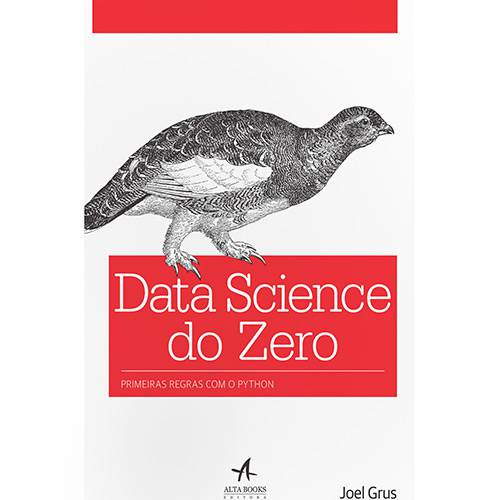 Data Science
do Zero
PRIMEIRAS REGRAS COM O PYTHON
ALTA BOOKS
EDITORA
Joel Grus